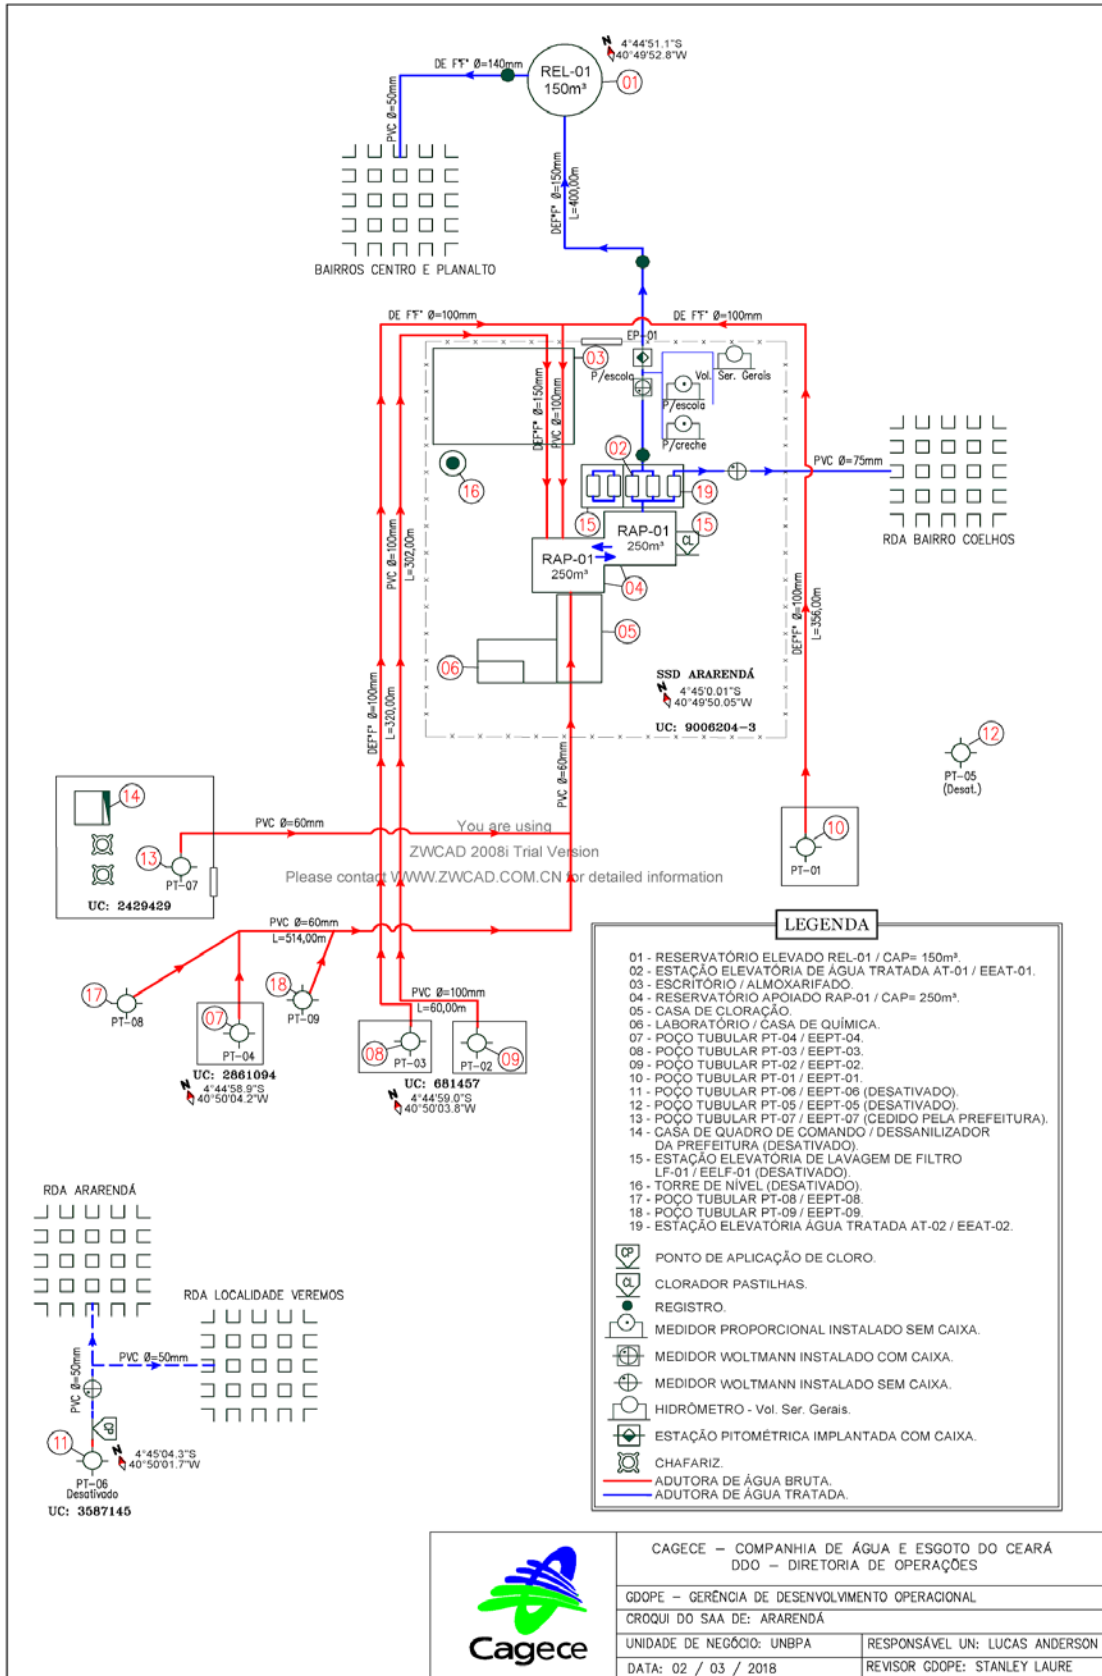 4°44'51.1"S
40°49'52.8"W
N
DE FºFº Ø=140mm
REL-01
150m³
01
PVC Ø=50mm
DEFºFº Ø=150mm
L=400,00m
BAIRROS CENTRO E PLANALTO
DE FºFº Ø=100mm
DE FºFº Ø=100mm
EP-01
03
P/escola
Vol. Ser. Gerais
P/escola
P/creche
DEFºFº Ø=150mm
PVC Ø=100mm
02
16
19
PVC Ø=75mm
15
15
RAP-01
250m³
CL
RDA BAIRRO COELHOS
RAP-01
250m³
04
PVC Ø=100mm
L=302,00m
05
06
DEFºFº Ø=100mm
L=356,00m
SSD ARARENDÁ
N
4°45'0.01"S
40°49'50.05"W
UC: 9006204-3
DEFºFº Ø=100mm
L=320,00m
12
PT-05
(Desat.)
PVC Ø=60mm
14
PVC Ø=60mm
You are using
ZWCAD 2008i Trial Version
Please contact WWW.ZWCAD.COM.CN for detailed information
13
PT-07
UC: 2429429
10
PT-01
PVC Ø=60mm
L=514,00m
17
PT-08
18
PT-09
PVC Ø=100mm
L=60,00m
07
PT-04
08
PT-03
PT-02
09
UC: 2861094
N
4°44'58.9"S
40°50'04.2"W
UC: 681457
N
4°44'59.0"S
40°50'03.8"W
LEGENDA
01 - RESERVATÓRIO ELEVADO REL-01 / CAP= 150m³.
02 - ESTAÇÃO ELEVATÓRIA DE ÁGUA TRATADA AT-01 / EEAT-01.
03 - ESCRITÓRIO / ALMOXARIFADO.
04 - RESERVATÓRIO APOIADO RAP-01 / CAP= 250m³.
05 - CASA DE CLORAÇÃO.
06 - LABORATÓRIO / CASA DE QUÍMICA.
07 - POÇO TUBULAR PT-04 / EEPT-04.
08 - POÇO TUBULAR PT-03 / EEPT-03.
09 - POÇO TUBULAR PT-02 / EEPT-02.
10 - POÇO TUBULAR PT-01 / EEPT-01.
11 - POÇO TUBULAR PT-06 / EEPT-06 (DESATIVADO).
12 - POÇO TUBULAR PT-05 / EEPT-05 (DESATIVADO).
13 - POÇO TUBULAR PT-07 / EEPT-07 (CEDIDO PELA PREFEITURA).
14 - CASA DE QUADRO DE COMANDO / DESSANILIZADOR
DA PREFEITURA (DESATIVADO).
15 - ESTAÇÃO ELEVATÓRIA DE LAVAGEM DE FILTRO
LF-01 / EELF-01 (DESATIVADO).
16 - TORRE DE NÍVEL (DESATIVADO).
17 - POÇO TUBULAR PT-08 / EEPT-08.
18 - POÇO TUBULAR PT-09 / EEPT-09.
19 - ESTAÇÃO ELEVATÓRIA ÁGUA TRATADA AT-02 / EEAT-02.
CP PONTO DE APLICAÇÃO DE CLORO.
CL CLORADOR PASTILHAS.
REGISTRO.
MEDIDOR PROPORCIONAL INSTALADO SEM CAIXA.
MEDIDOR WOLTMANN INSTALADO COM CAIXA.
MEDIDOR WOLTMANN INSTALADO SEM CAIXA.
HIDRÔMETRO - Vol. Ser. Gerais.
ESTAÇÃO PITOMÉTRICA IMPLANTADA COM CAIXA.
CHAFARIZ.
ADUTORA DE ÁGUA BRUTA.
ADUTORA DE ÁGUA TRATADA.
RDA ARARENDÁ
RDA LOCALIDADE VEREMOS
PVC Ø=50mm
PVC Ø=50mm
CP
11
N
4°45'04.3"S
40°50'01.7"W
PT-06
Desativado
UC: 3587145
Cagece
CAGECE – COMPANHIA DE ÁGUA E ESGOTO DO CEARÁ
DDO – DIRETORIA DE OPERAÇÕES
GDOPE – GERÊNCIA DE DESENVOLVIMENTO OPERACIONAL
CROQUI DO SAA DE: ARARENDÁ
UNIDADE DE NEGÓCIO: UNBPA
RESPONSÁVEL UN: LUCAS ANDERSON
DATA: 02 / 03 / 2018
REVISOR GDOPE: STANLEY LAURE